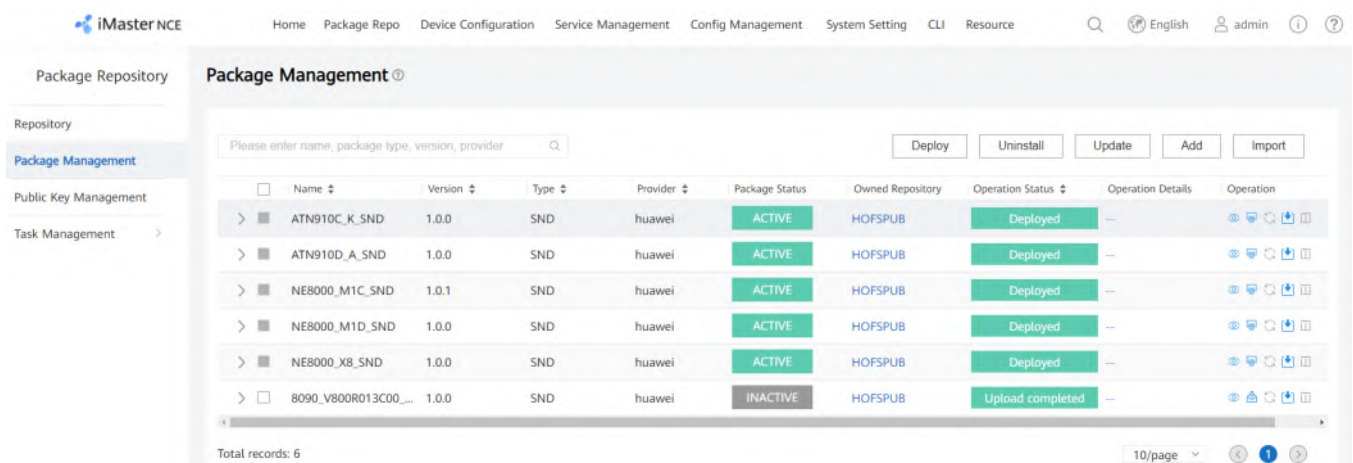 iMaster NCE Home Package Repo Device Configuration Service Management Config Management System Setting CLI Resource English admin
Package Repository
Package Management
Repository
Package Management
Public Key Management
Task Management
Please enter name, package type, version, provider
Deploy Uninstall Update Add Import
Name Version Type Provider Package Status Owned Repository Operation Status Operation Details Operation
ATN910C_K_SND 1.0.0 SND huawei ACTIVE HOFSPUB Deployed --
ATN910D_A_SND 1.0.0 SND huawei ACTIVE HOFSPUB Deployed --
NE8000_M1C_SND 1.0.1 SND huawei ACTIVE HOFSPUB Deployed --
NE8000_M1D_SND 1.0.0 SND huawei ACTIVE HOFSPUB Deployed --
NE8000_X8_SND 1.0.0 SND huawei ACTIVE HOFSPUB Deployed --
8090_V800R013C00_... 1.0.0 SND huawei INACTIVE HOFSPUB Upload completed --
Total records: 6
10/page 1